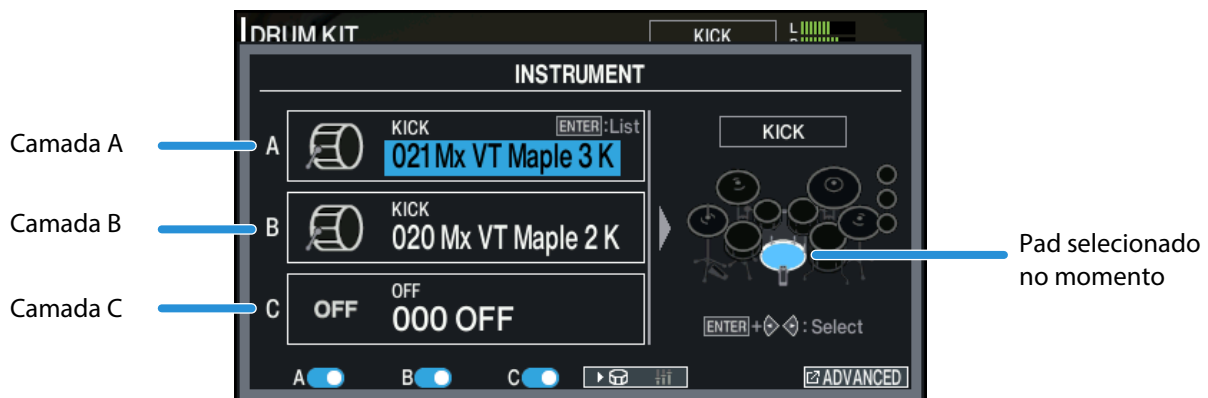 DRUM KIT
KICK
L
INSTRUMENT
Camada A
A
KICK
ENTER:List
021 Mx VT Maple 3 K
KICK
Camada B
B
KICK
020 Mx VT Maple 2 K
Pad selecionado
no momento
Camada C
C
OFF
OFF
000 OFF
ENTER+ : Select
A
B
C
ADVANCED